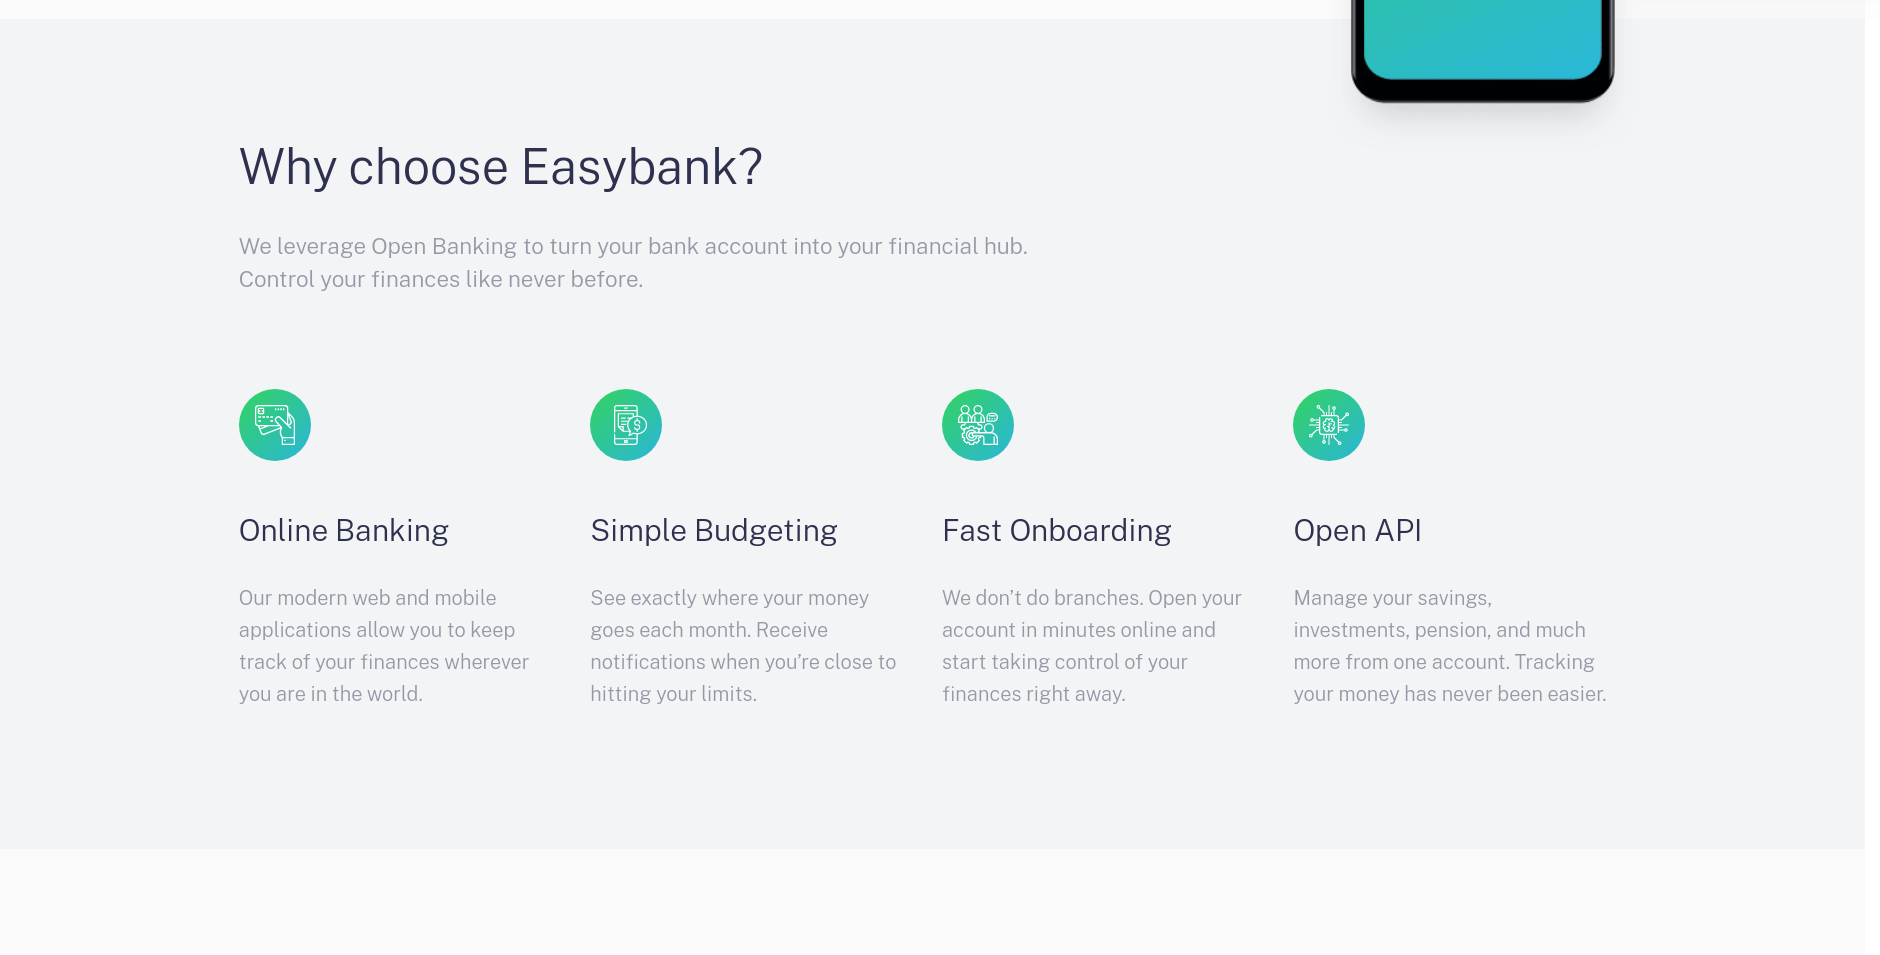 Why choose Easybank?
We leverage Open Banking to turn your bank account into your financial hub.
Control your finances like never before.
Online Banking
Our modern web and mobile
applications allow you to keep
track of your finances wherever
you are in the world.
Simple Budgeting
See exactly where your money
goes each month. Receive
notifications when you’re close to
hitting your limits.
Fast Onboarding
We don’t do branches. Open your
account in minutes online and
start taking control of your
finances right away.
Open API
Manage your savings,
investments, pension, and much
more from one account. Tracking
your money has never been easier.